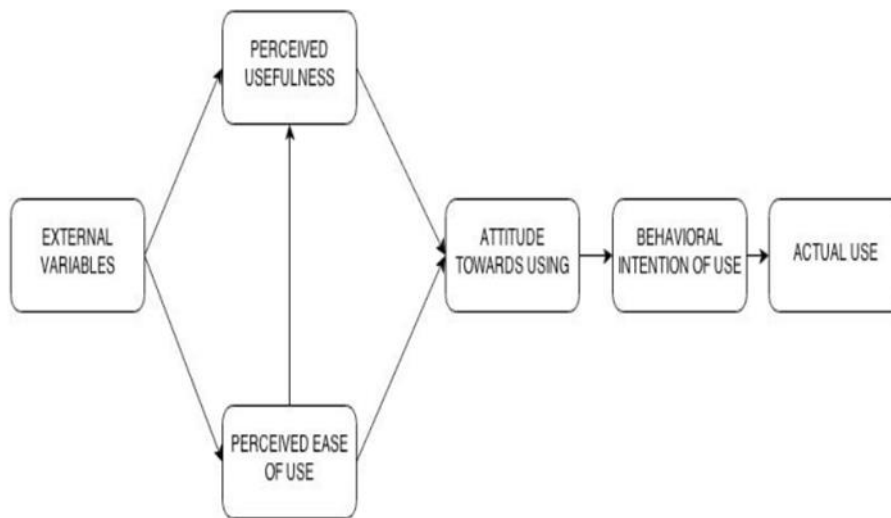 PERCEIVED
USEFULNESS
EXTERNAL
VARIABLES
ATTITUDE
TOWARDS USING
BEHAVIORAL
INTENTION OF USE
ACTUAL USE
PERCEIVED EASE
OF USE